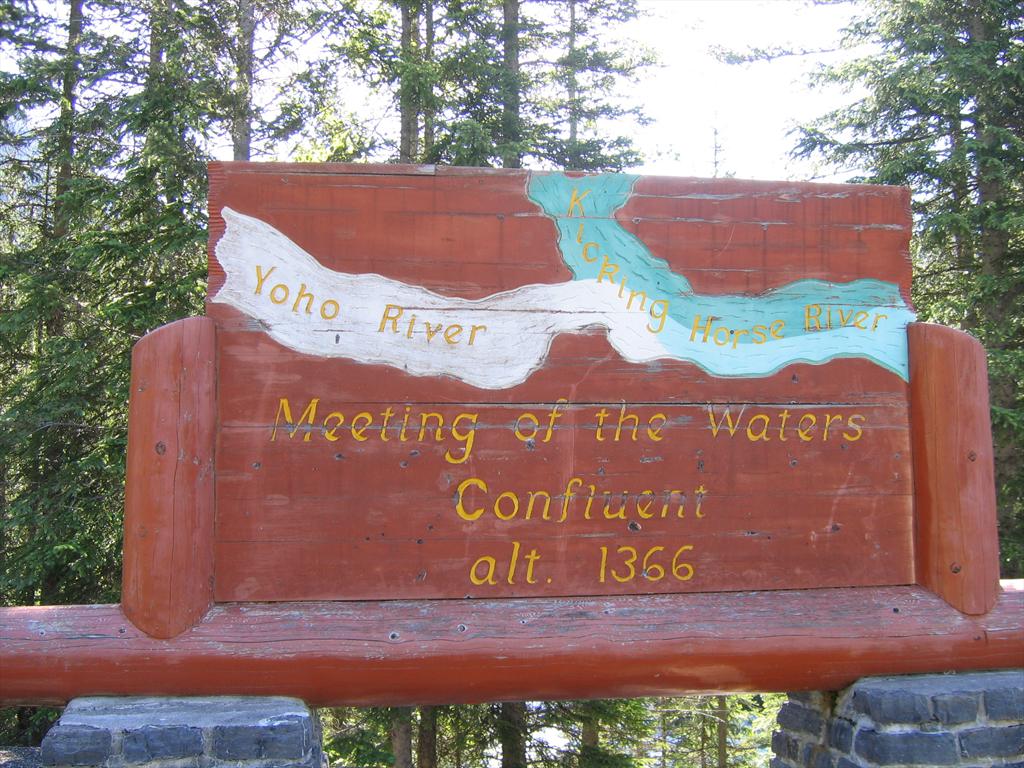 Kicking Horse River
Yoho River
Meeting of the Waters
Confluent
alt. 1366